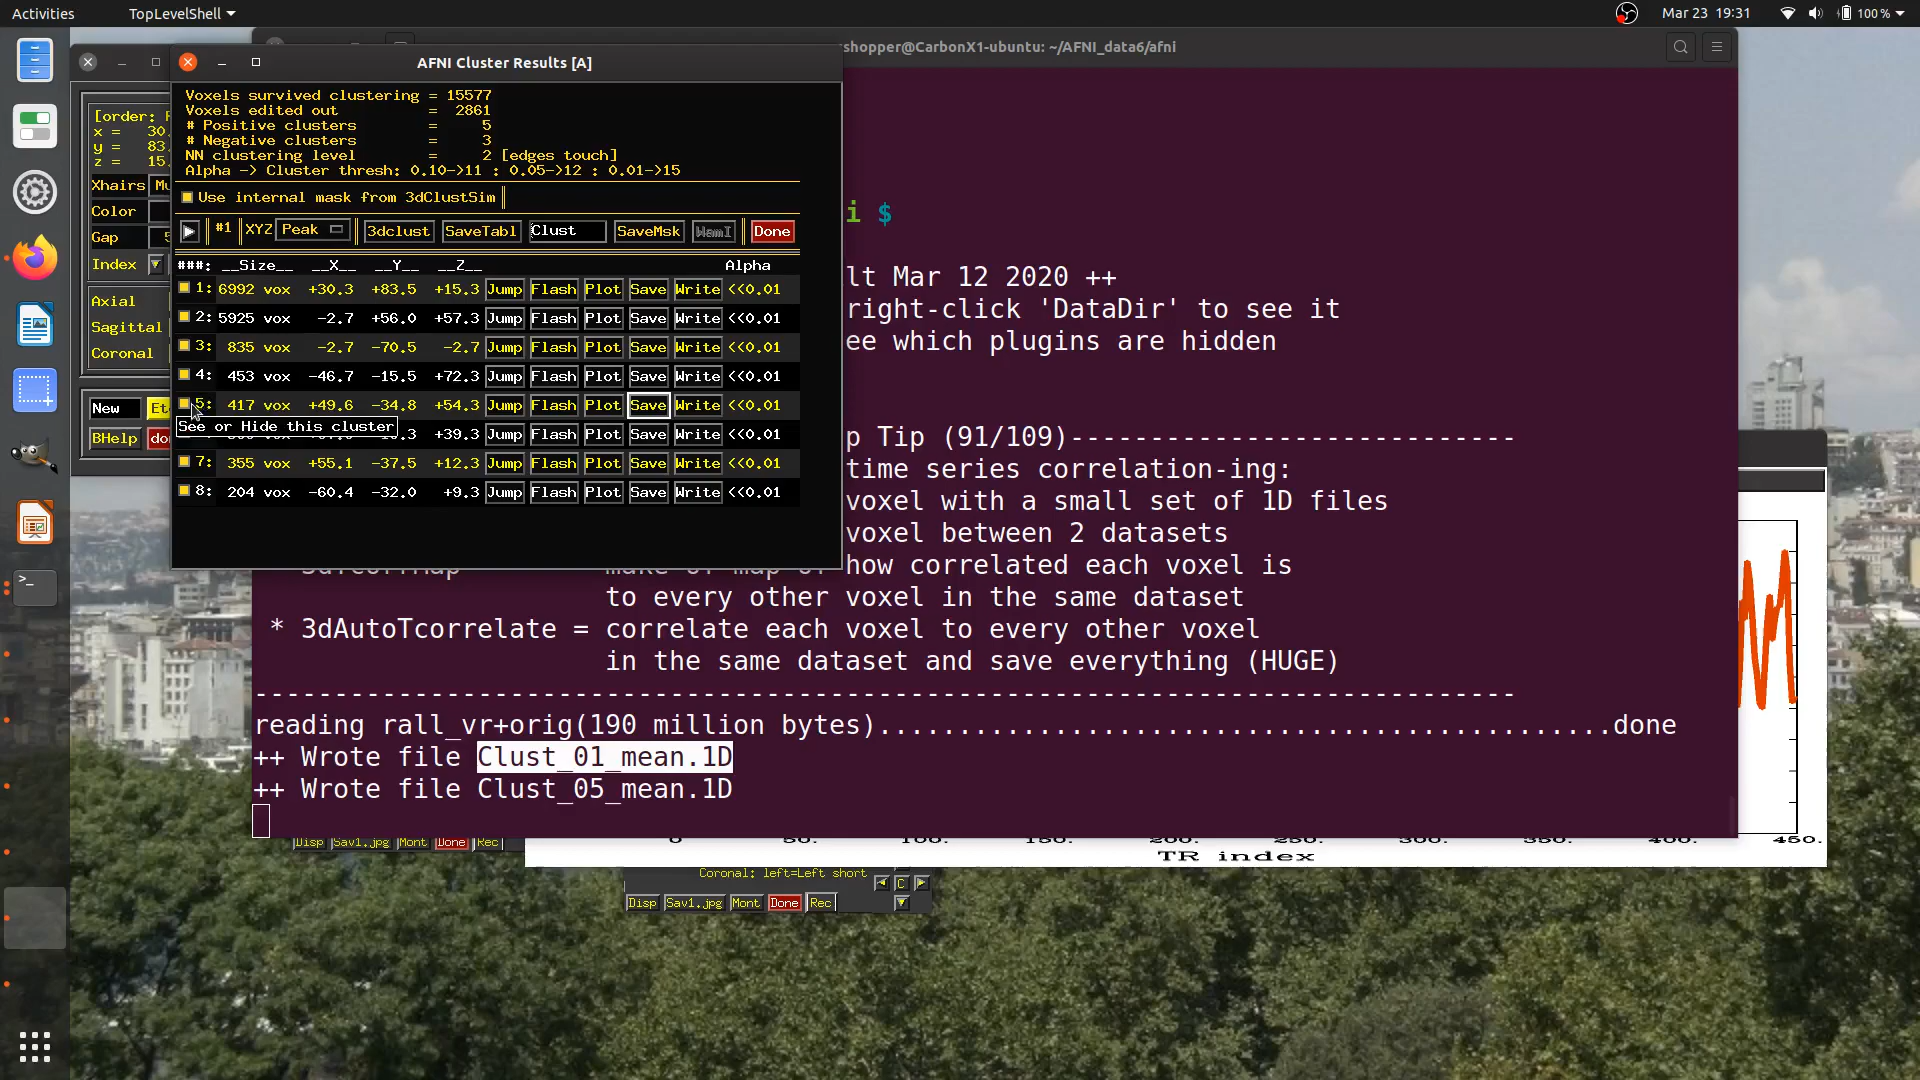 Activities
TopLevelShell
Mar 23 19:31
100 %
shopper@CarbonX1-ubuntu: ~/AFNI_data6/afni
AFNI Cluster Results [A]
[order:
x = 30.
y = 83.
z = 15.
Xhairs
Color
Gap
Index
Axial
Sagittal
Coronal
New
BHelp
Voxels survived clustering = 15577
Voxels edited out = 2861
# Positive clusters = 5
# Negative clusters = 3
NN clustering level = 2 [edges touch]
Alpha -> Cluster thresh: 0.10->11 : 0.05->12 : 0.01->15
Use internal mask from 3dClustSim
#1 XYZ Peak 3dclust SaveTabl Clust SaveMsk WamI Done
###: __Size__ __X__ __Y__ __Z__ Alpha
1: 6992 vox +30.3 +83.5 +15.3 Jump Flash Plot Save Write <<0.01
2: 5925 vox -2.7 +56.0 +57.3 Jump Flash Plot Save Write <<0.01
3: 835 vox -2.7 -70.5 -2.7 Jump Flash Plot Save Write <<0.01
4: 453 vox -46.7 -15.5 +72.3 Jump Flash Plot Save Write <<0.01
5: 417 vox +49.6 -34.8 +54.3 Jump Flash Plot Save Write <<0.01
See or Hide this cluster
+39.3 Jump Flash Plot Save Write <<0.01
7: 355 vox +55.1 -37.5 +12.3 Jump Flash Plot Save Write <<0.01
8: 204 vox -60.4 -32.0 +9.3 Jump Flash Plot Save Write <<0.01
i $
lt Mar 12 2020 ++
right-click 'DataDir' to see it
ee which plugins are hidden
p Tip (91/109)----------------------------
time series correlation-ing:
voxel with a small set of 1D files
voxel between 2 datasets
how correlated each voxel is
to every other voxel in the same dataset
* 3dAutoTcorrelate = correlate each voxel to every other voxel
in the same dataset and save everything (HUGE)
-------------------------------------------------------------------------------
reading rall_vr+orig(190 million bytes)..............................................done
++ Wrote file Clust_01_mean.1D
++ Wrote file Clust_05_mean.1D
Disp Sav1.jpg Mont Done Rec
0 50. 100. 150. 200. 250. 300. 350. 400. 450.
TR index
Coronal: left=Left short
C
Disp Sav1.jpg Mont Done Rec